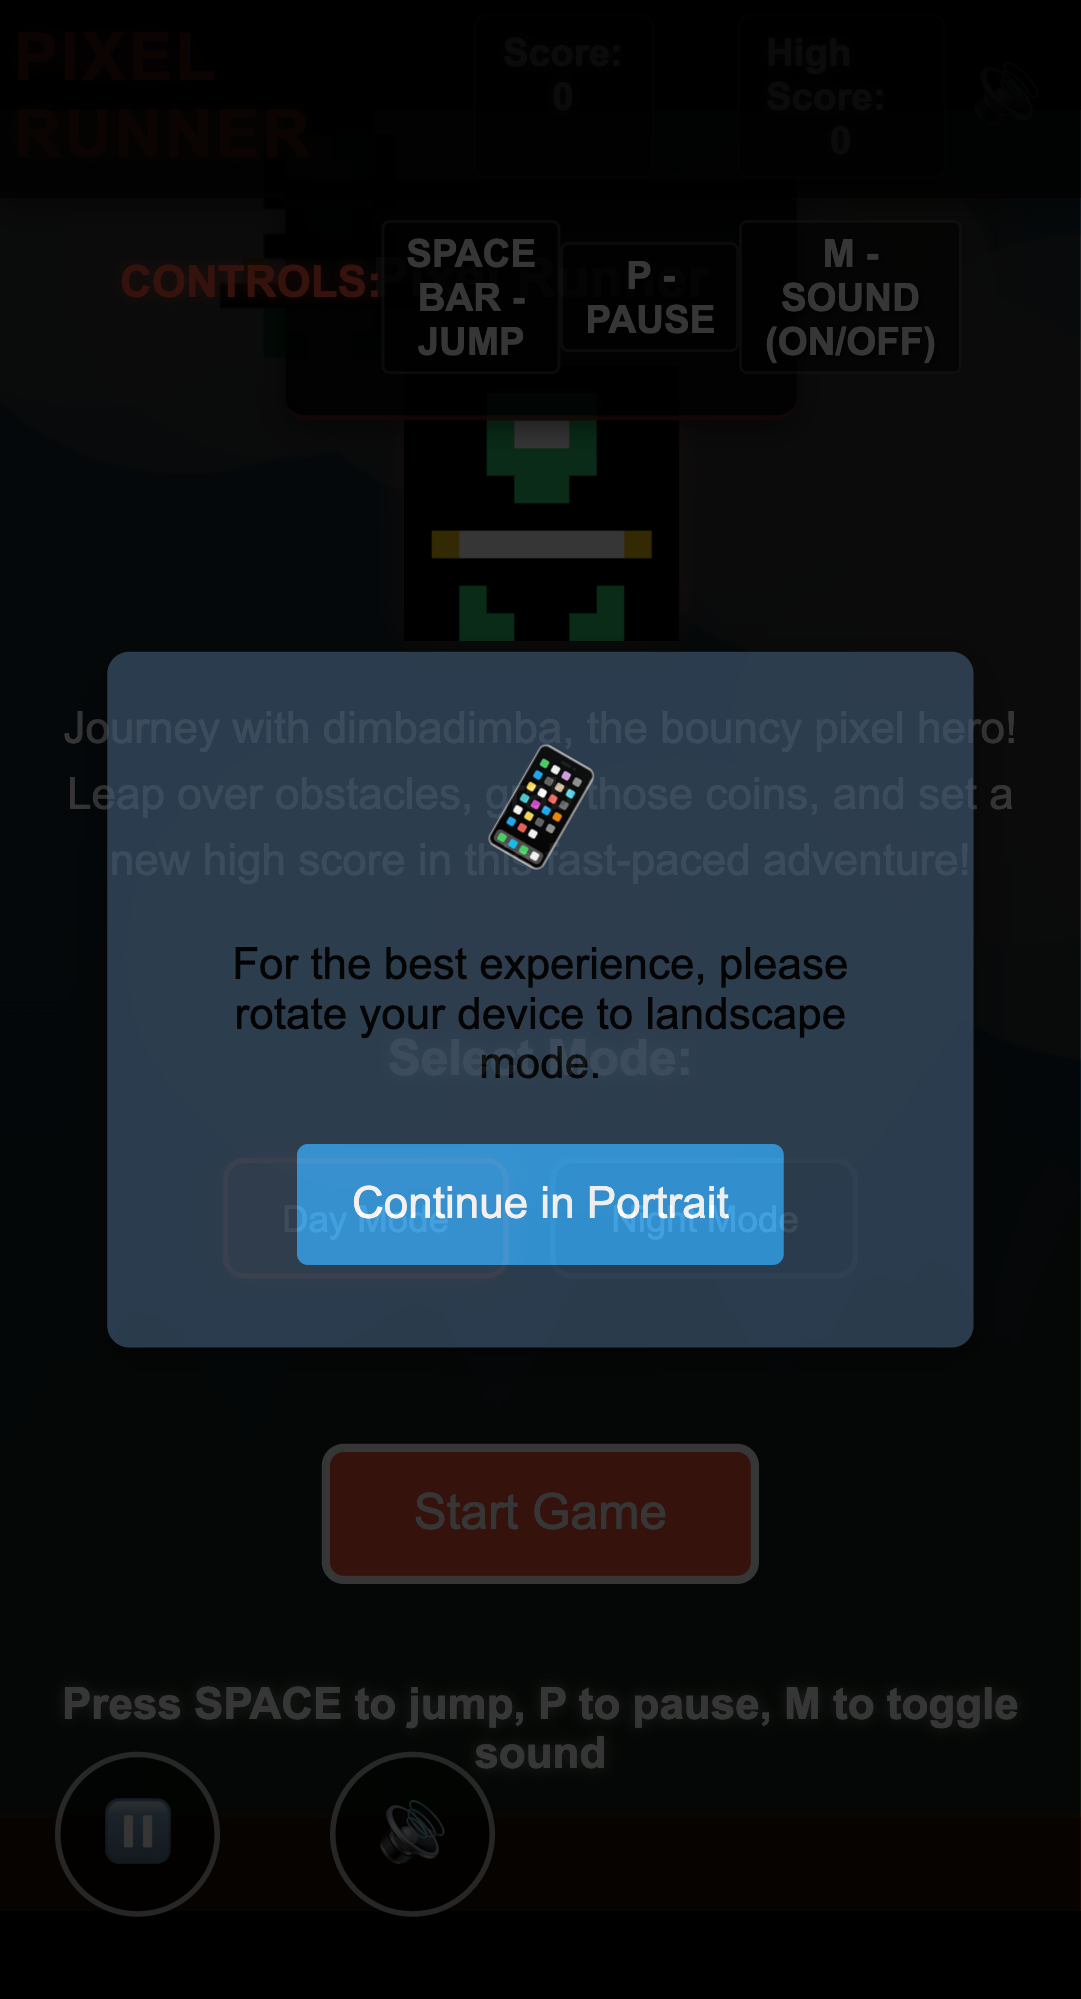 PIXEL
RUNNER
Score:
0
High
Score:
0
CONTROLS:
SPACE
BAR -
JUMP
P -
PAUSE
M -
SOUND
(ON/OFF)
Pixel Runner
Journey with dimbadimba, the bouncy pixel hero!
Leap over obstacles, grab those coins, and set a
new high score in this fast-paced adventure!
For the best experience, please
rotate your device to landscape
mode.
Select Mode:
Continue in Portrait
Day Mode
Night Mode
Start Game
Press SPACE to jump, P to pause, M to toggle
sound